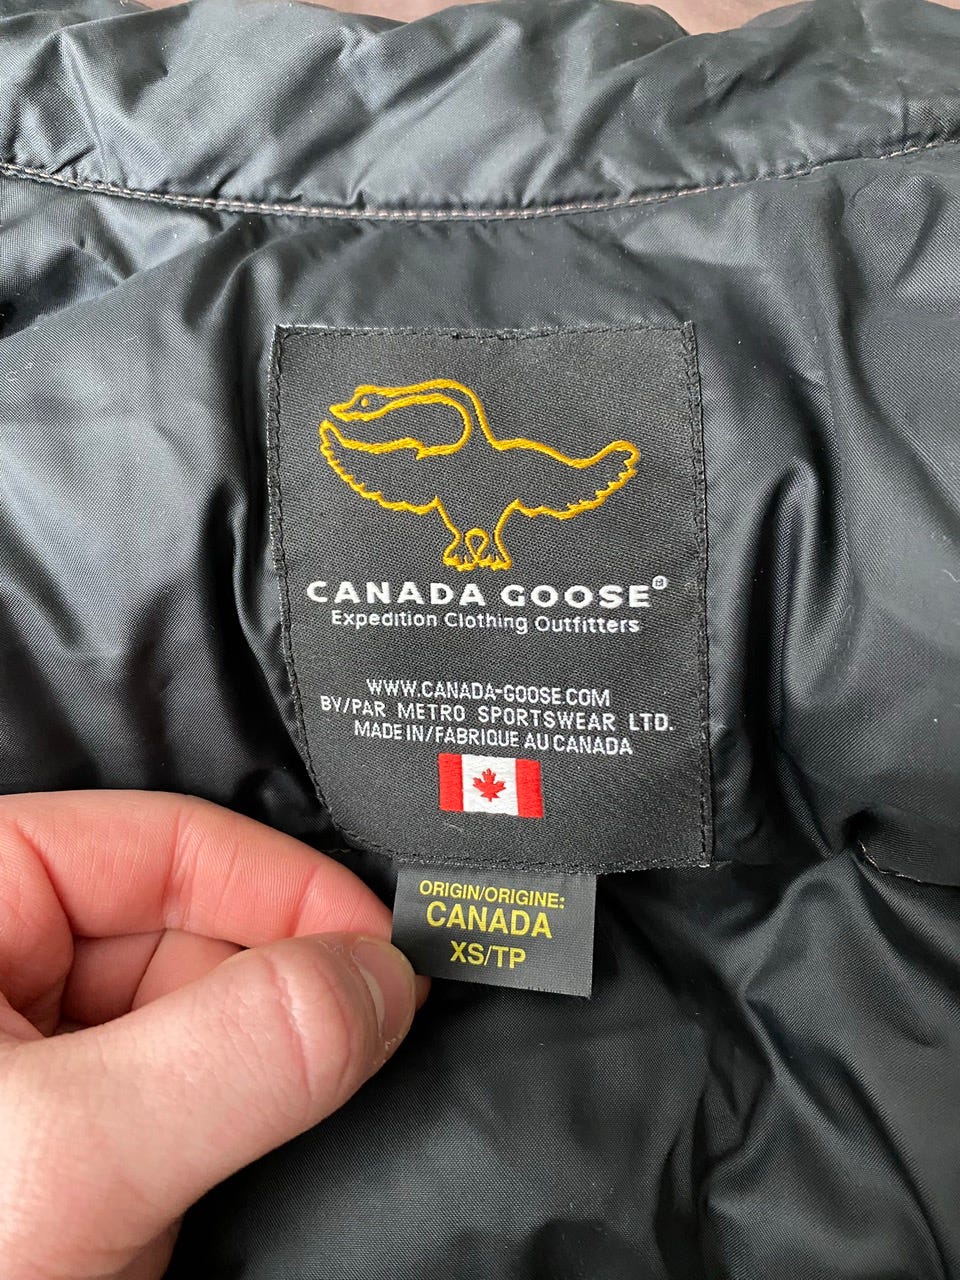 CANADA GOOSE®
Expedition Clothing Outfitters
WWW.CANADA-GOOSE.COM
BY/PAR METRO SPORTSWEAR LTD.
MADE IN/FABRIQUE AU CANADA
ORIGIN/ORIGINE:
CANADA
XS/TP